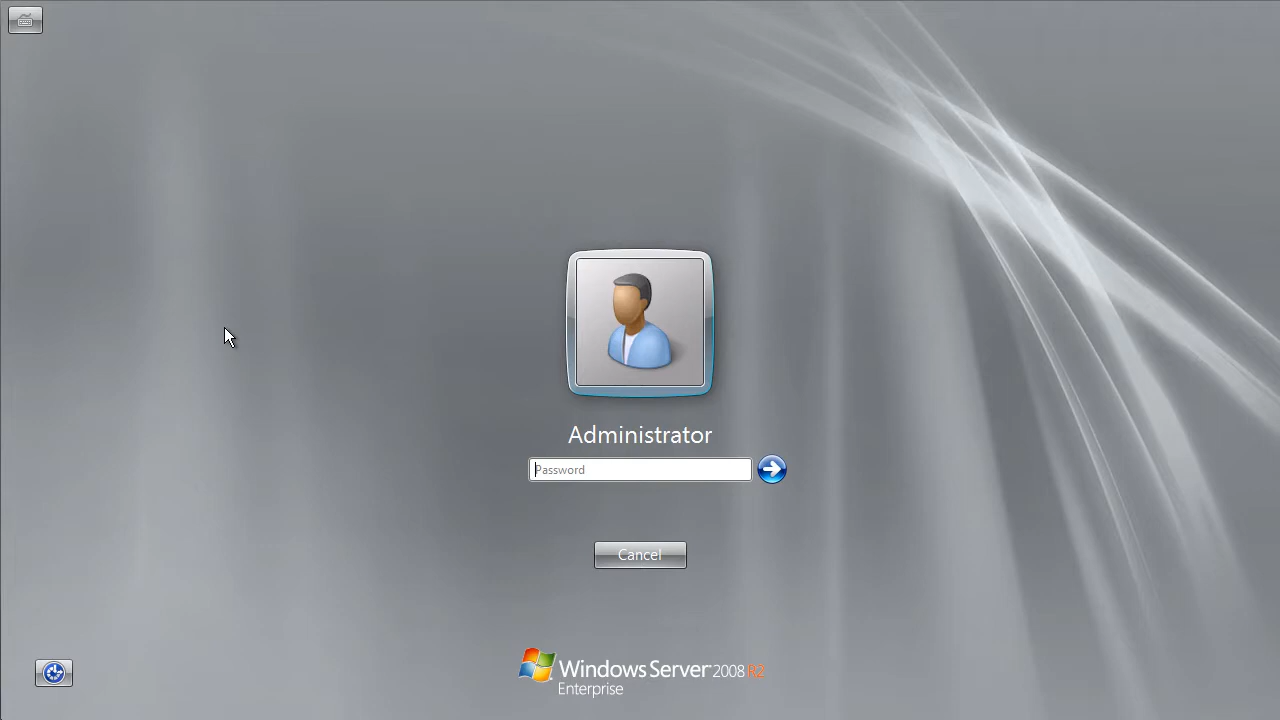 Administrator
Password
Cancel
Windows Server 2008 R2
Enterprise